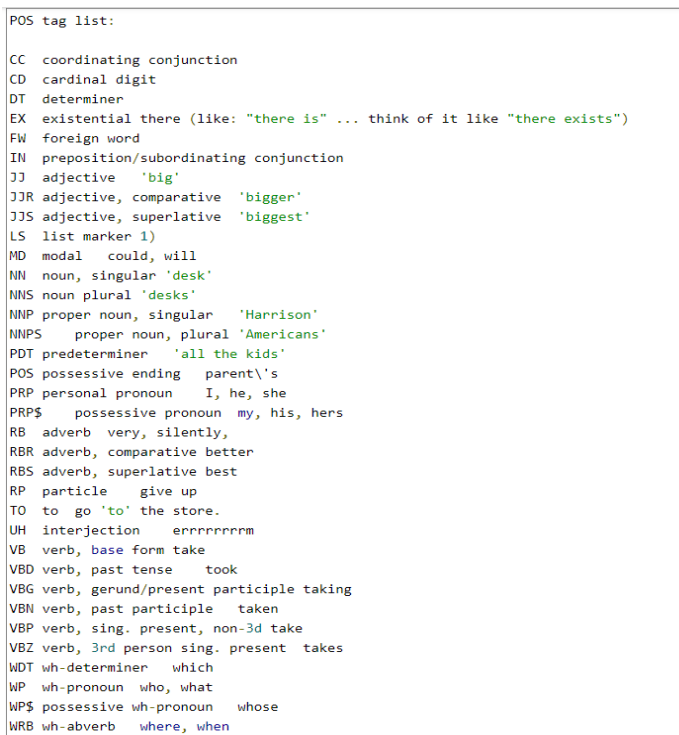 POS tag list:
CC coordinating conjunction
CD cardinal digit
DT determiner
EX existential there (like: "there is" ... think of it like "there exists")
FW foreign word
IN preposition/subordinating conjunction
JJ adjective 'big'
JJR adjective, comparative 'bigger'
JJS adjective, superlative 'biggest'
LS list marker 1)
MD modal could, will
NN noun, singular 'desk'
NNS noun plural 'desks'
NNP proper noun, singular 'Harrison'
NNPS proper noun, plural 'Americans'
PDT predeterminer 'all the kids'
POS possessive ending parent\'s
PRP personal pronoun I, he, she
PRP$ possessive pronoun my, his, hers
RB adverb very, silently,
RBR adverb, comparative better
RBS adverb, superlative best
RP particle give up
TO to go 'to' the store.
UH interjection errrrrrrrm
VB verb, base form take
VBD verb, past tense took
VBG verb, gerund/present participle taking
VBN verb, past participle taken
VBP verb, sing. present, non-3d take
VBZ verb, 3rd person sing. present takes
WDT wh-determiner which
WP wh-pronoun who, what
WP$ possessive wh-pronoun whose
WRB wh-abverb where, when